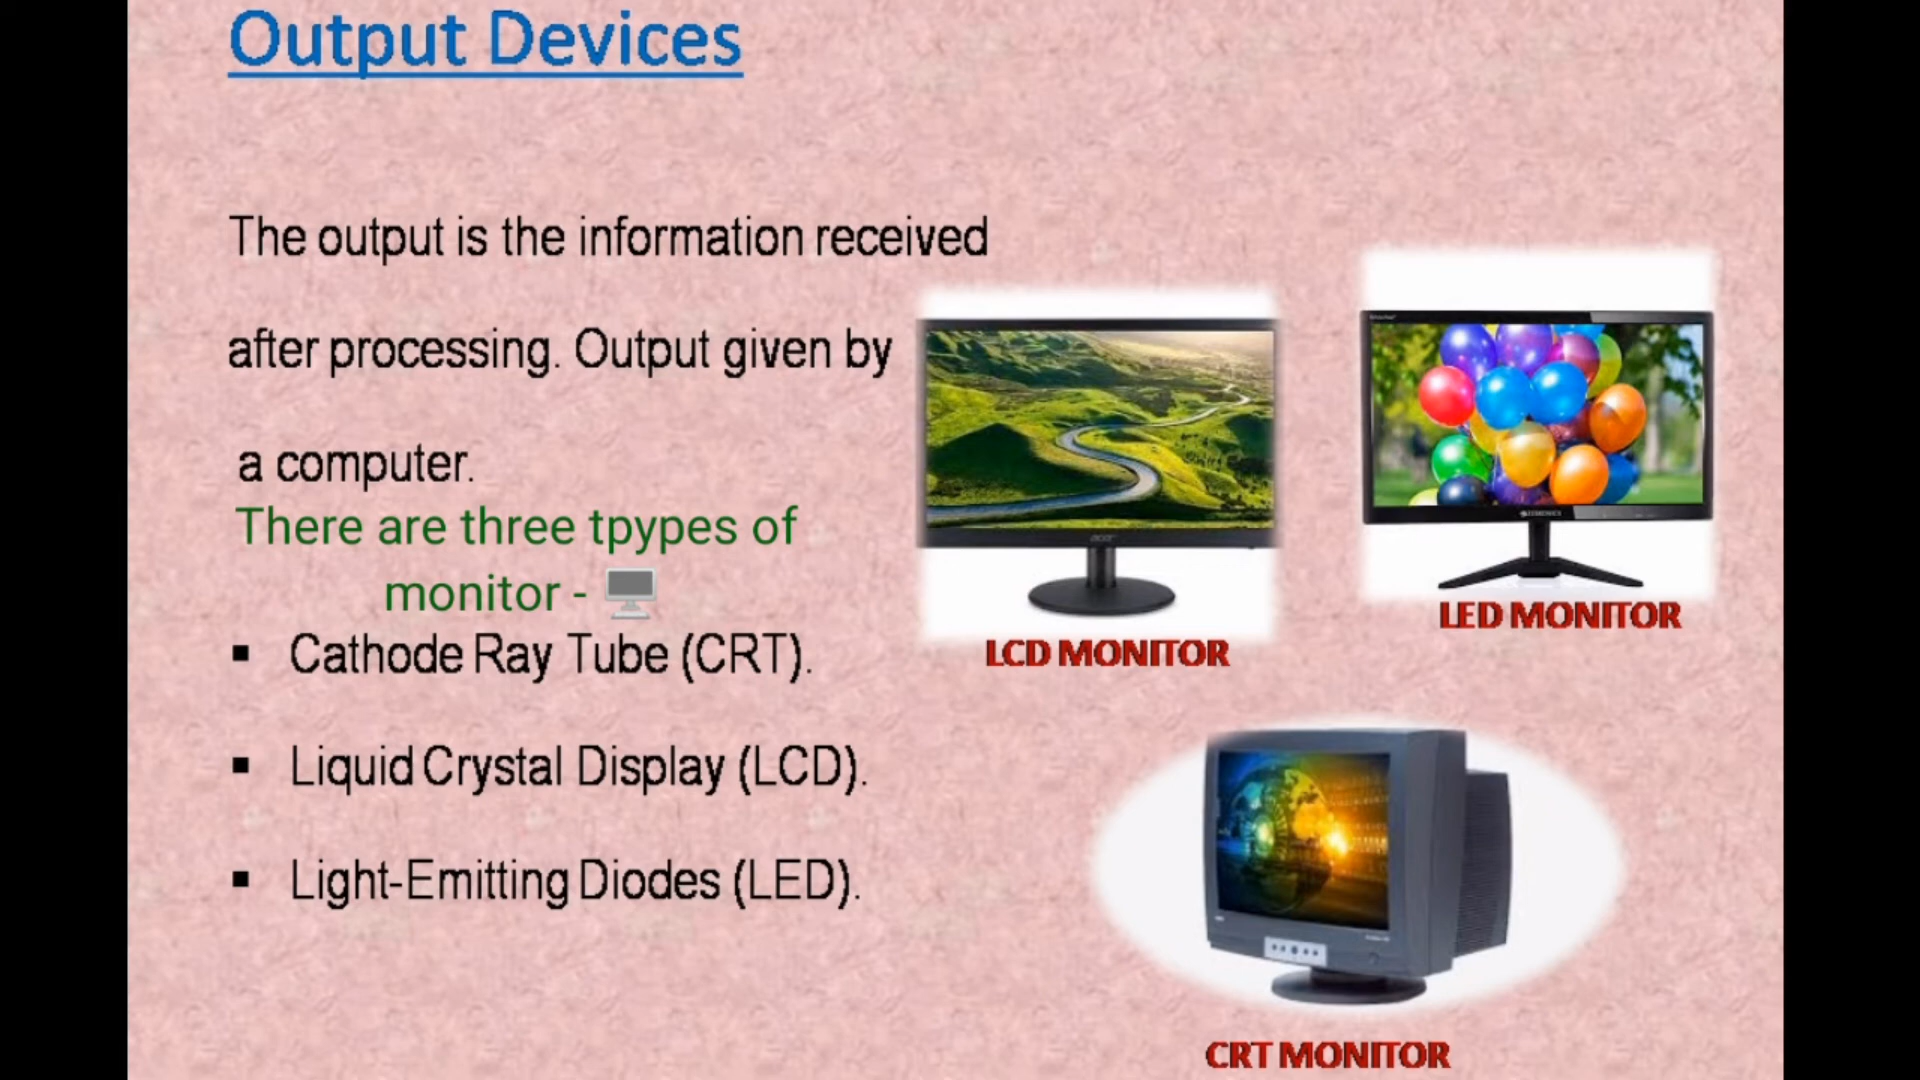 Output Devices
The output is the information received
after processing. Output given by
a computer.
There are three tpypes of
monitor - 🖥️
▪ Cathode Ray Tube (CRT).
▪ Liquid Crystal Display (LCD).
▪ Light-Emitting Diodes (LED).
acer
LCD MONITOR
LED MONITOR
CRT MONITOR